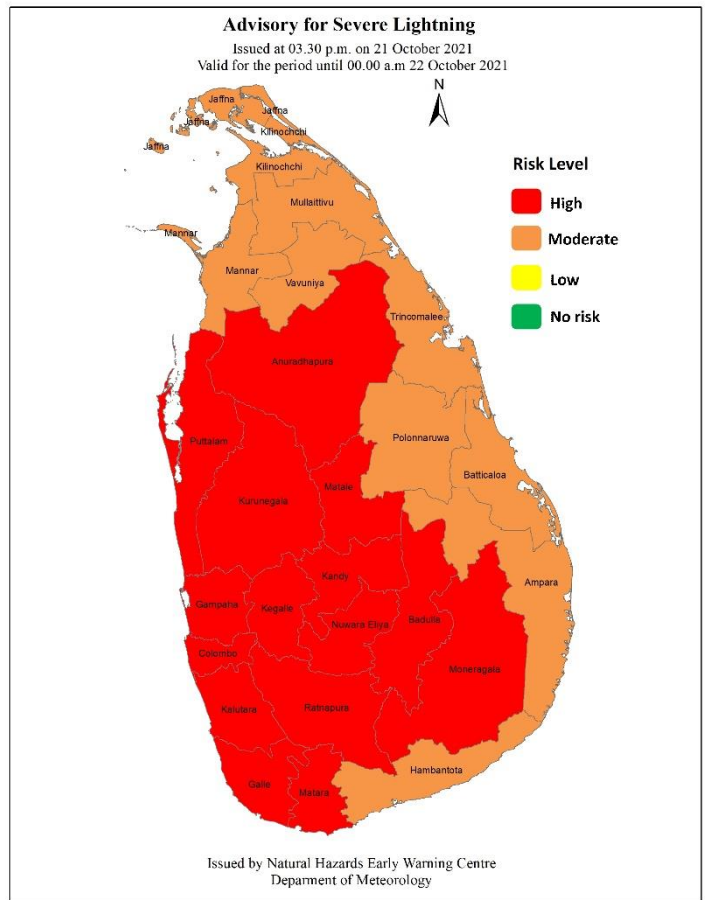 Advisory for Severe Lightning
Issued at 03.30 p.m. on 21 October 2021
Valid for the period until 00.00 a.m 22 October 2021
N
Jaffna
Jaffna
Jaffna
Kilinochchi
Jaffna
Kilinochchi
Mullaittivu
Mannar
Mannar
Vavuniya
Trincomalee
Anuradhapura
Puttalam
Polonnaruwa
Batticaloa
Matale
Kurunegala
Kandy
Ampara
Gampaha
Kegalle
Nuwara Eliya
Badulla
Colombo
Moneragala
Kalutara
Ratnapura
Hambantota
Galle
Matara
Risk Level
High
Moderate
Low
No risk
Issued by Natural Hazards Early Warning Centre
Deparment of Meteorology